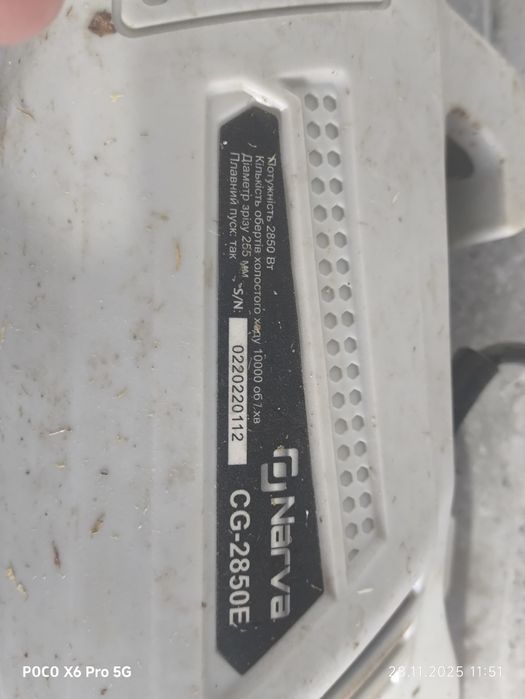 Потужність 2850 Вт
Кількість обертів холостого ходу 10000 об/хв
Діаметр зрізу 255 мм
Плавний пуск: так
S/N:
0220220112
Narva
CG-2850E
POCO X6 Pro 5G
28.11.2025 11:51